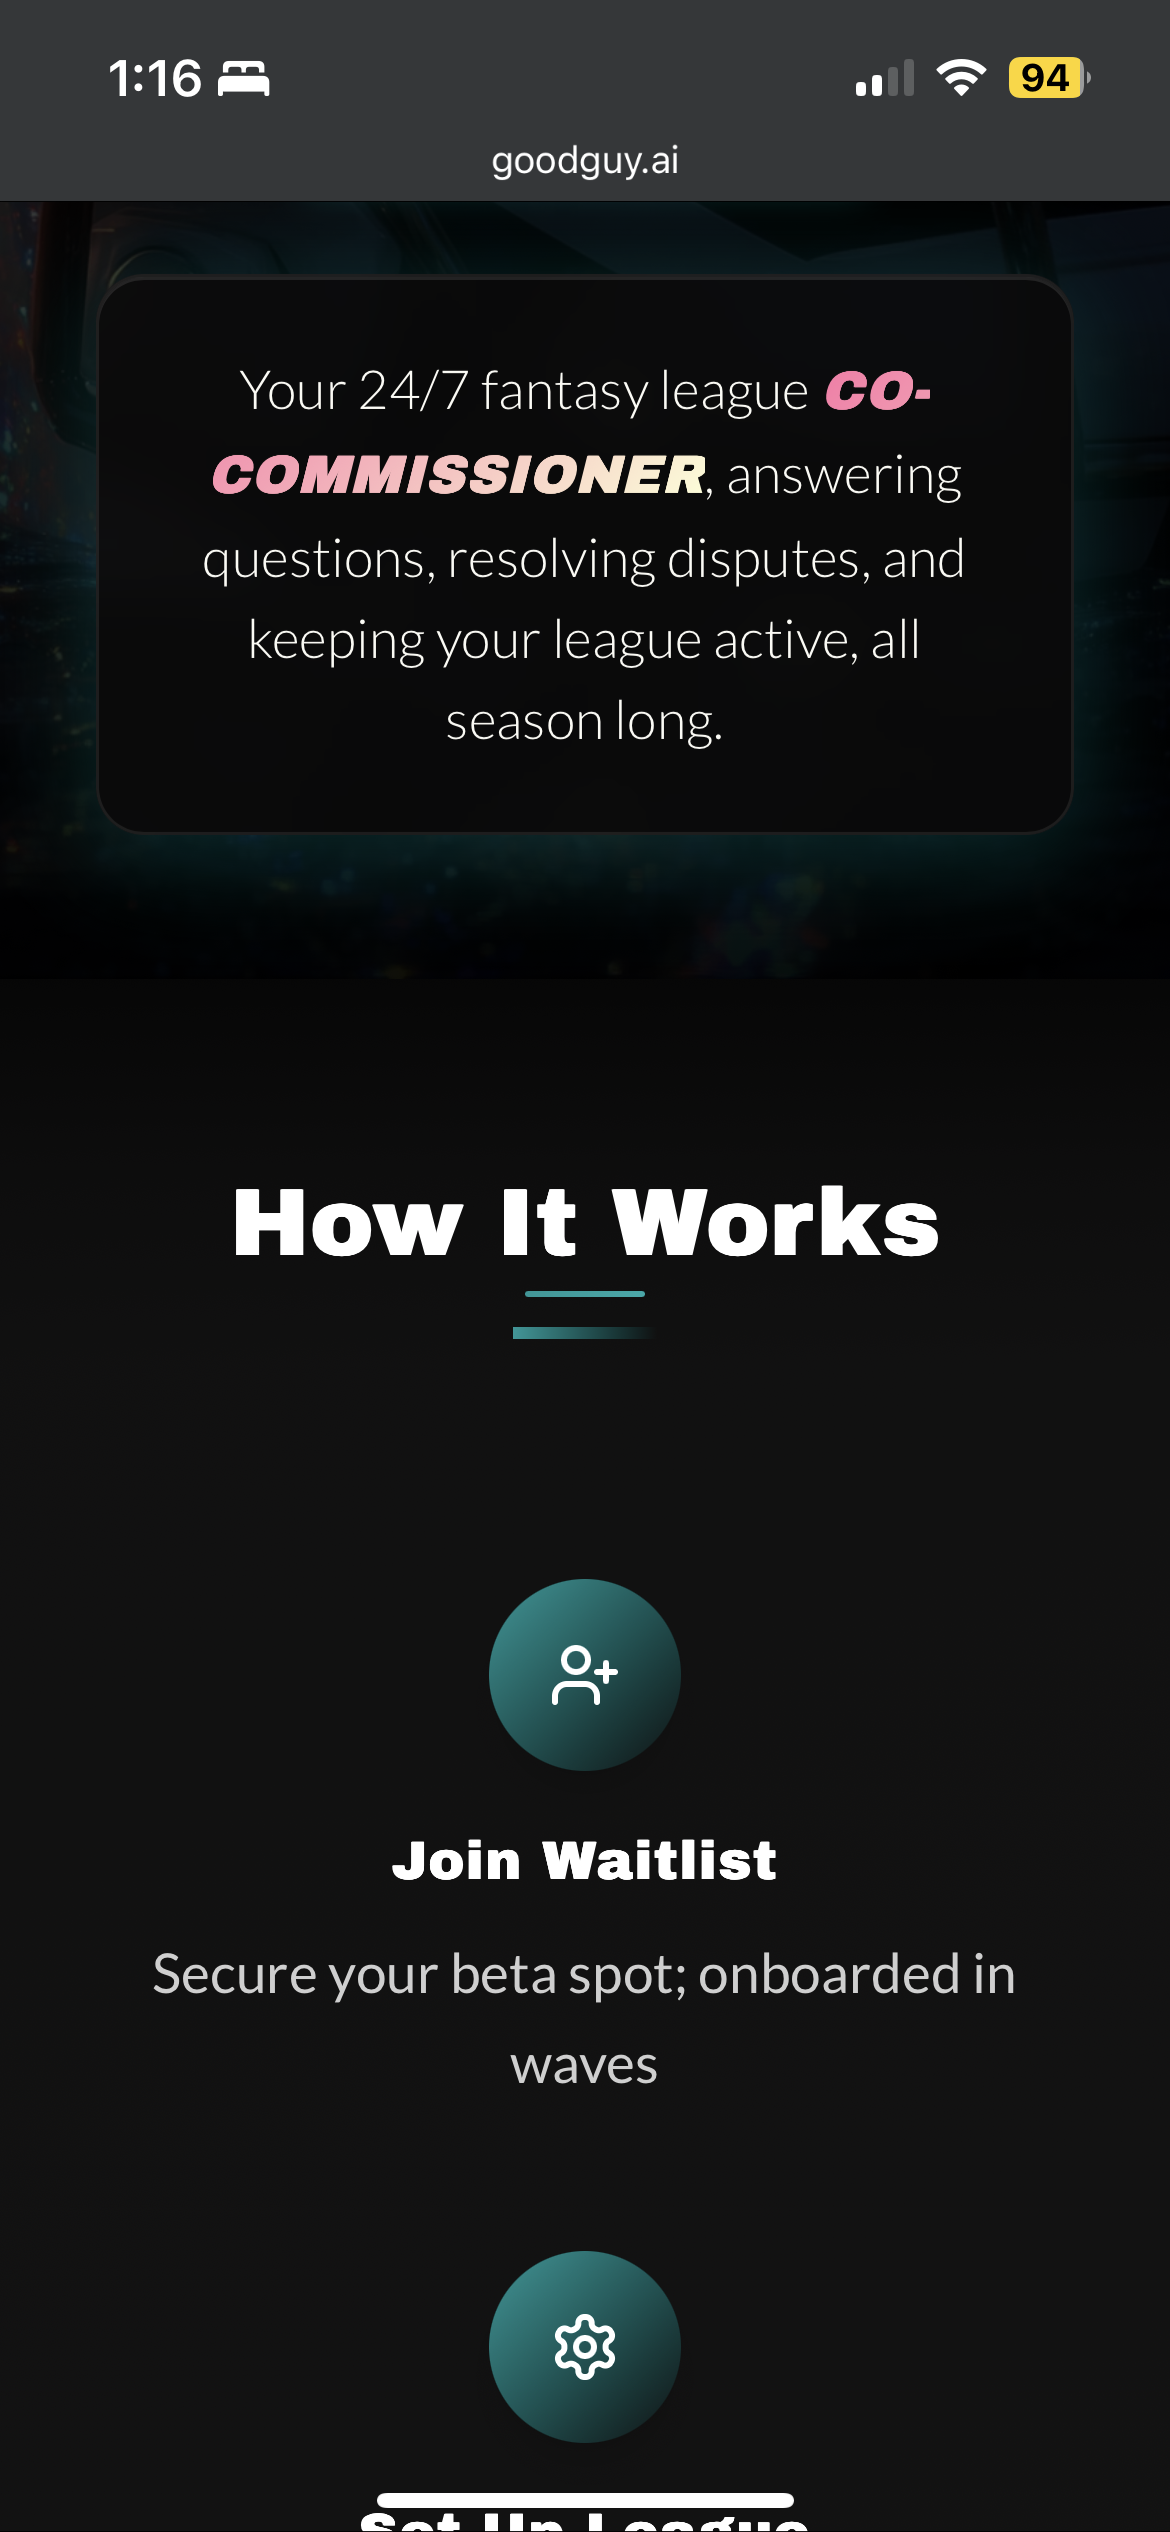 1:16
94
goodguy.ai
Your 24/7 fantasy league CO-
COMMISSIONER, answering
questions, resolving disputes, and
keeping your league active, all
season long.
How It Works
Join Waitlist
Secure your beta spot; onboarded in
waves
Set Up League